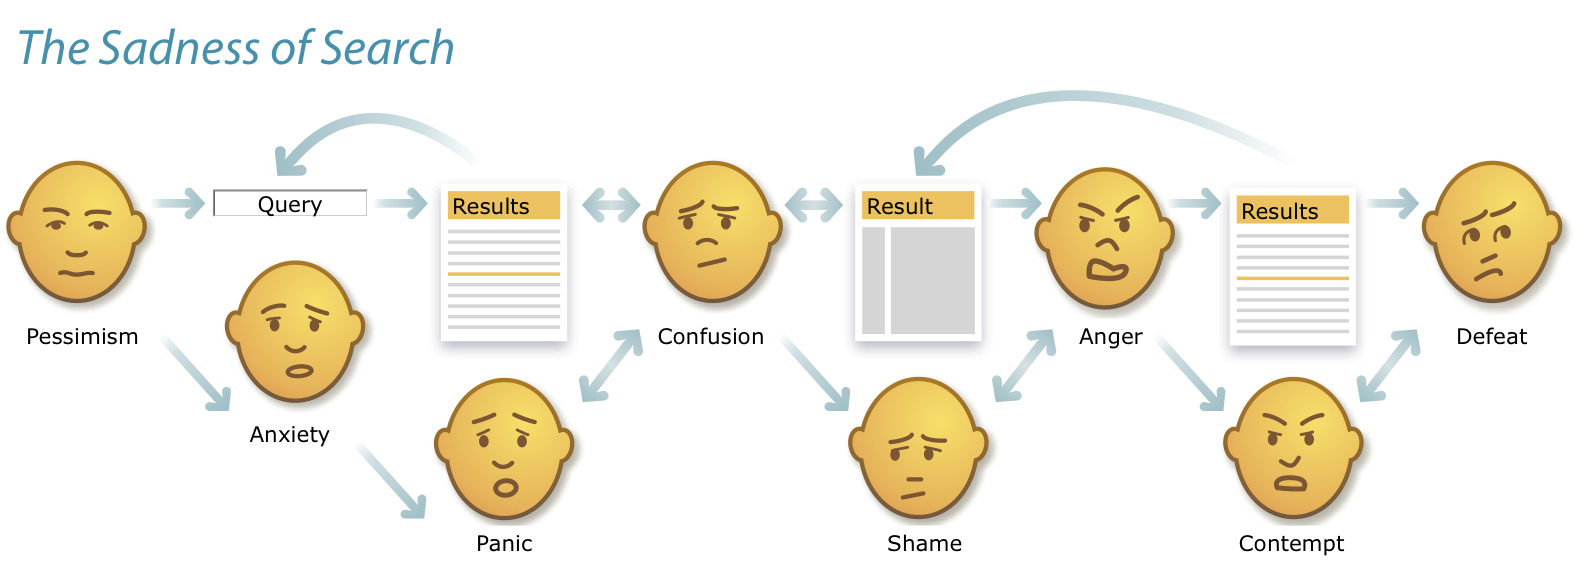 The Sadness of Search
Query
Results
Result
Results
Pessimism
Confusion
Anger
Defeat
Anxiety
Panic
Shame
Contempt